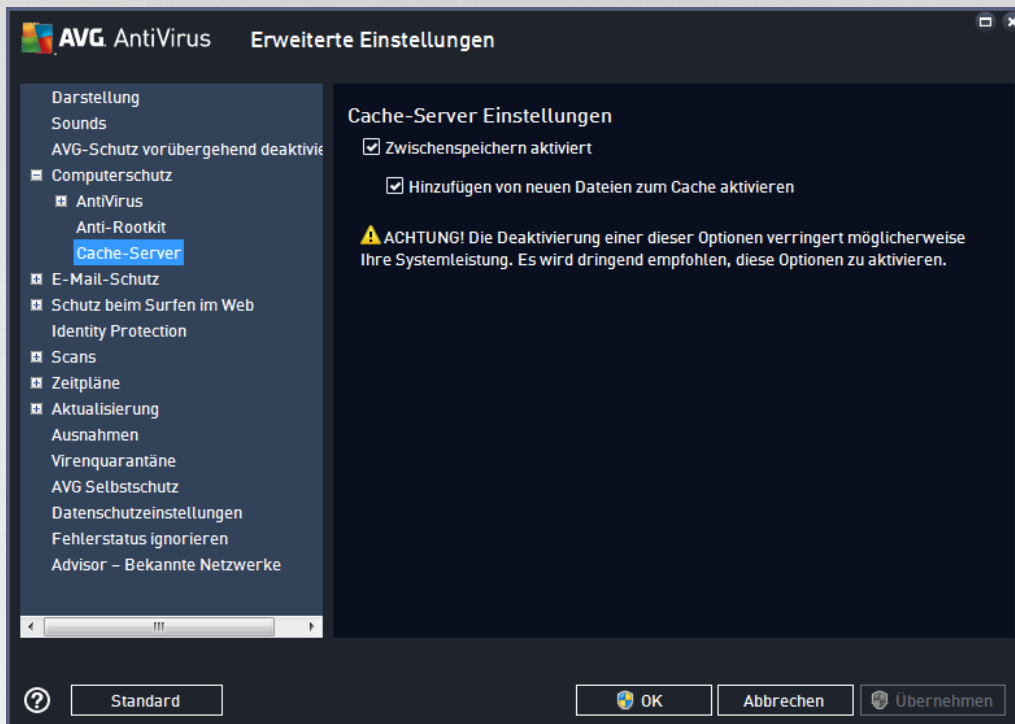 AVG AntiVirus Erweiterte Einstellungen
Darstellung
Sounds
AVG-Schutz vorübergehend deaktivie
Computerschutz
AntiVirus
Anti-Rootkit
Cache-Server
E-Mail-Schutz
Schutz beim Surfen im Web
Identity Protection
Scans
Zeitpläne
Aktualisierung
Ausnahmen
Virenquarantäne
AVG Selbstschutz
Datenschutzeinstellungen
Fehlerstatus ignorieren
Advisor – Bekannte Netzwerke
Cache-Server Einstellungen
Zwischenspeichern aktiviert
Hinzufügen von neuen Dateien zum Cache aktivieren
ACHTUNG! Die Deaktivierung einer dieser Optionen verringert möglicherweise
Ihre Systemleistung. Es wird dringend empfohlen, diese Optionen zu aktivieren.
Standard
OK
Abbrechen
Übernehmen